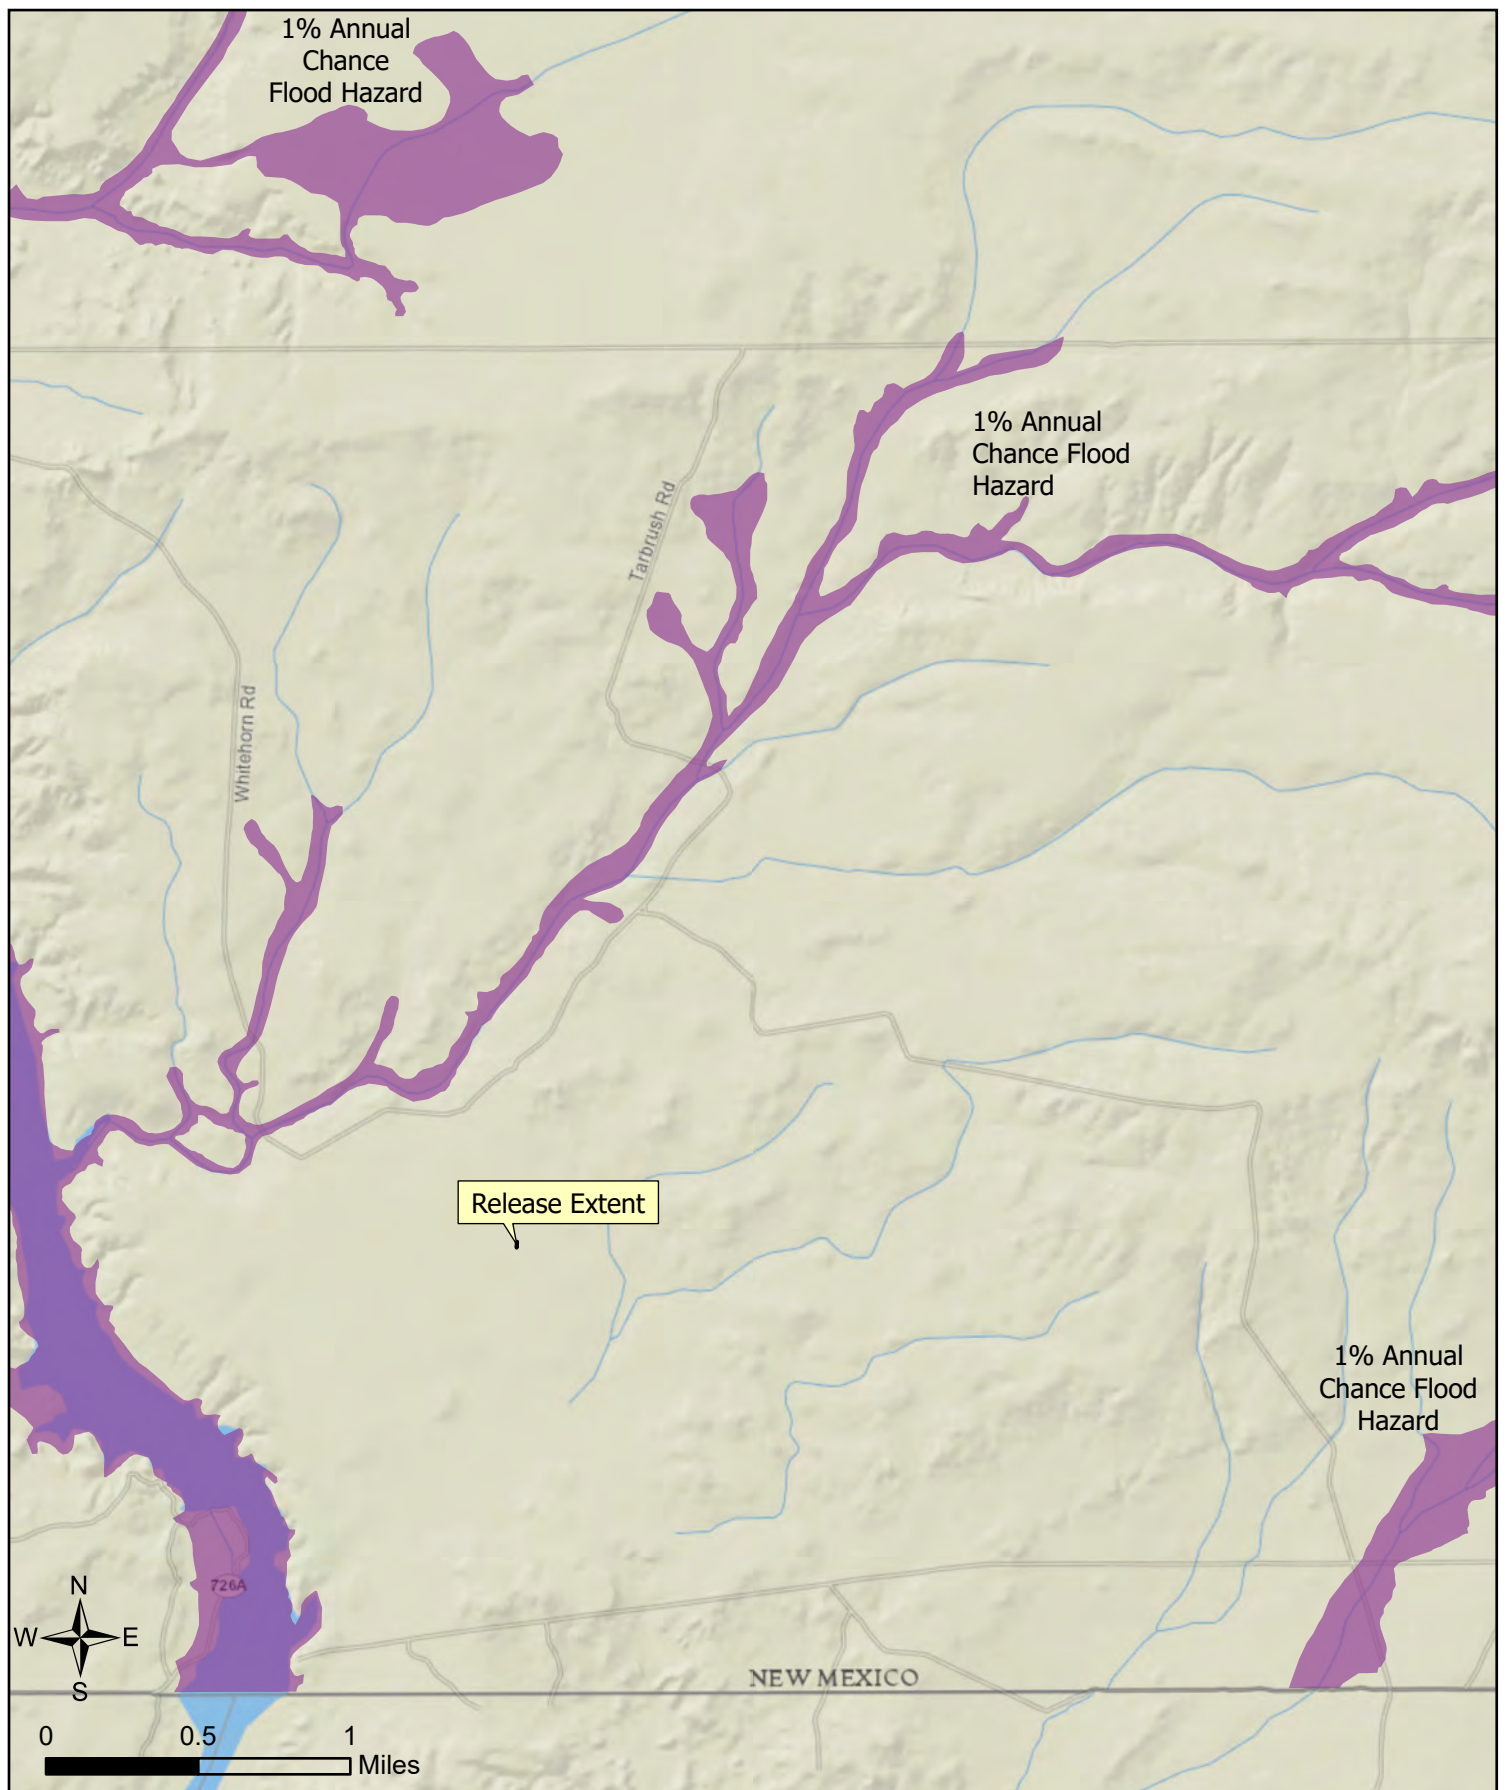 1% Annual
Chance
Flood Hazard
1% Annual
Chance Flood
Hazard
Tarbrush Rd
Whitehorn Rd
Release Extent
1% Annual
Chance Flood
Hazard
726A
N
W E
S
NEW MEXICO
0 0.5 1
Miles